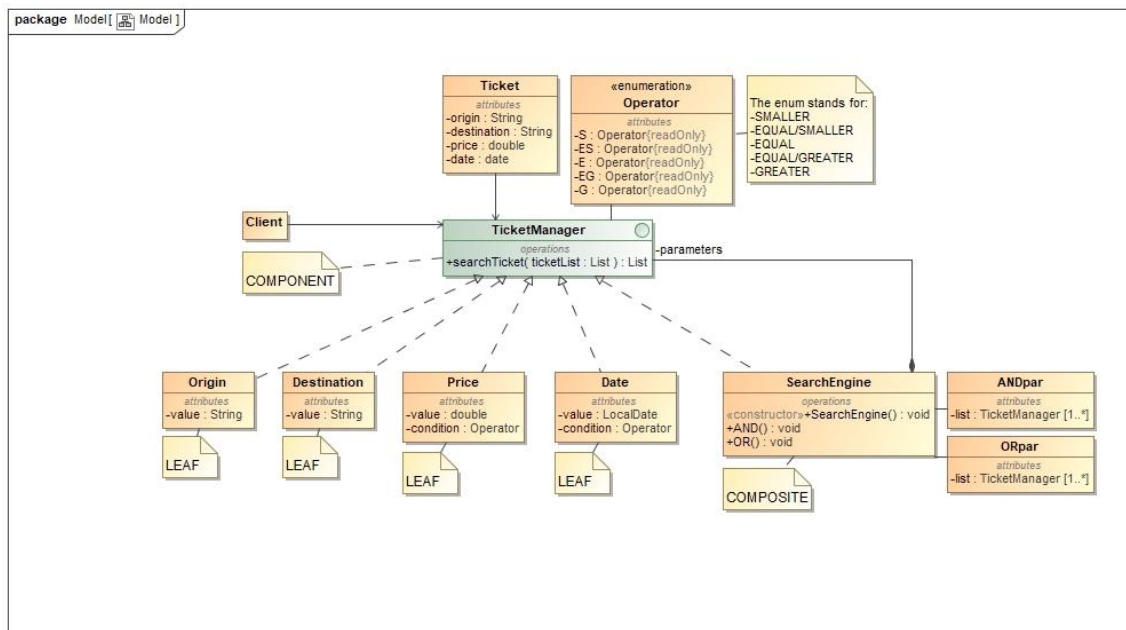 package Model[ Model ]
Ticket
attributes
-origin : String
-destination : String
-price : double
-date : date
«enumeration»
Operator
attributes
-S : Operator{readOnly}
-ES : Operator{readOnly}
-E : Operator{readOnly}
-EG : Operator{readOnly}
-G : Operator{readOnly}
The enum stands for:
-SMALLER
-EQUAL/SMALLER
-EQUAL
-EQUAL/GREATER
-GREATER
Client
TicketManager
operations
+searchTicket( ticketList : List ) : List
-parameters
COMPONENT
Origin
attributes
-value : String
LEAF
Destination
attributes
-value : String
LEAF
Price
attributes
-value : double
-condition : Operator
LEAF
Date
attributes
-value : LocalDate
-condition : Operator
LEAF
SearchEngine
operations
«constructor»+SearchEngine() : void
+AND() : void
+OR() : void
COMPOSITE
ANDpar
attributes
-list : TicketManager [1..*]
ORpar
attributes
-list : TicketManager [1..*]